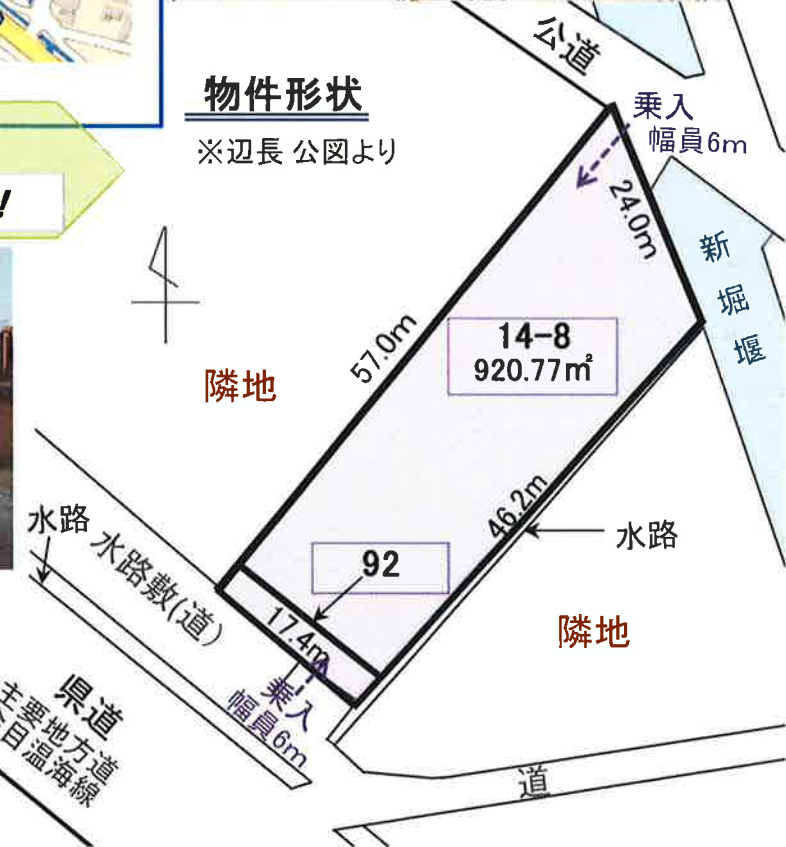 公道
物件形状
※辺長 公図より
乗入
幅員6m
!
24.0m
新堀堰
57.0m
14-8
920.77㎡
隣地
46.2m
水路
水路
水路敷(道)
92
17.4m
隣地
乗入
幅員6m
県道
主要地方道
目温海線
道